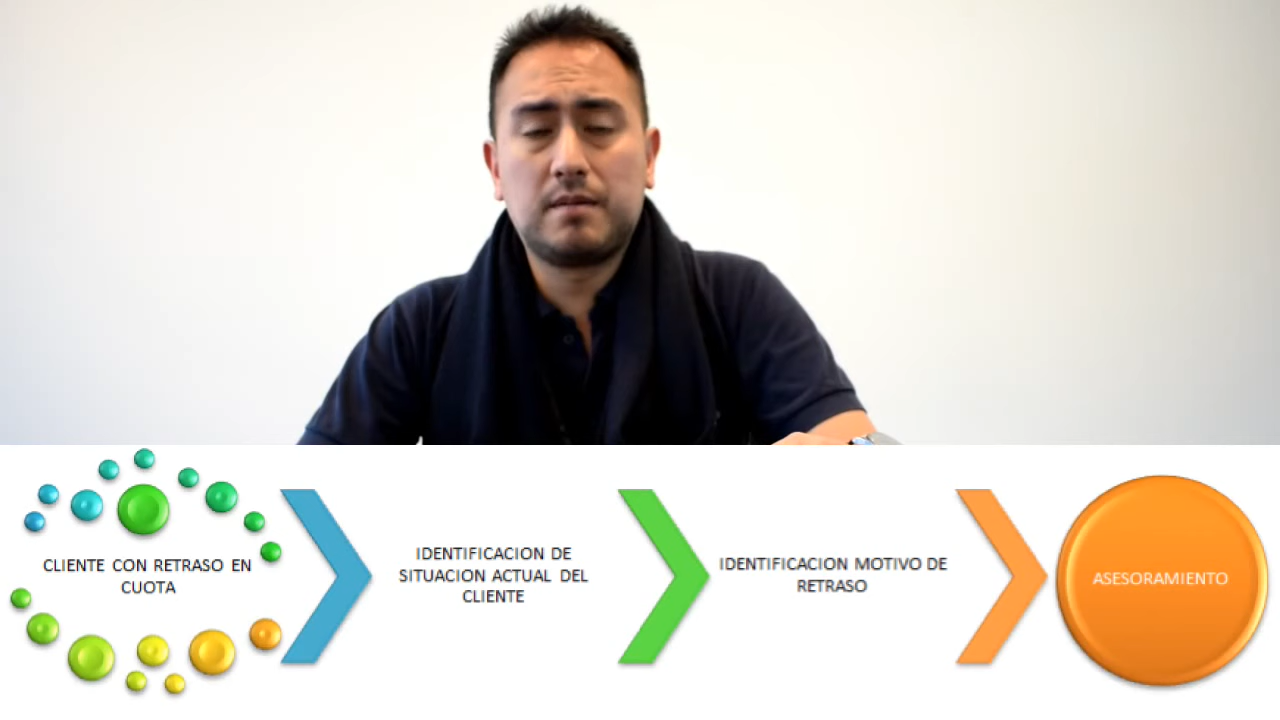 CLIENTE CON RETRASO EN
CUOTA
IDENTIFICACION DE
SITUACION ACTUAL DEL
CLIENTE
IDENTIFICACION MOTIVO DE
RETRASO
ASESORAMIENTO